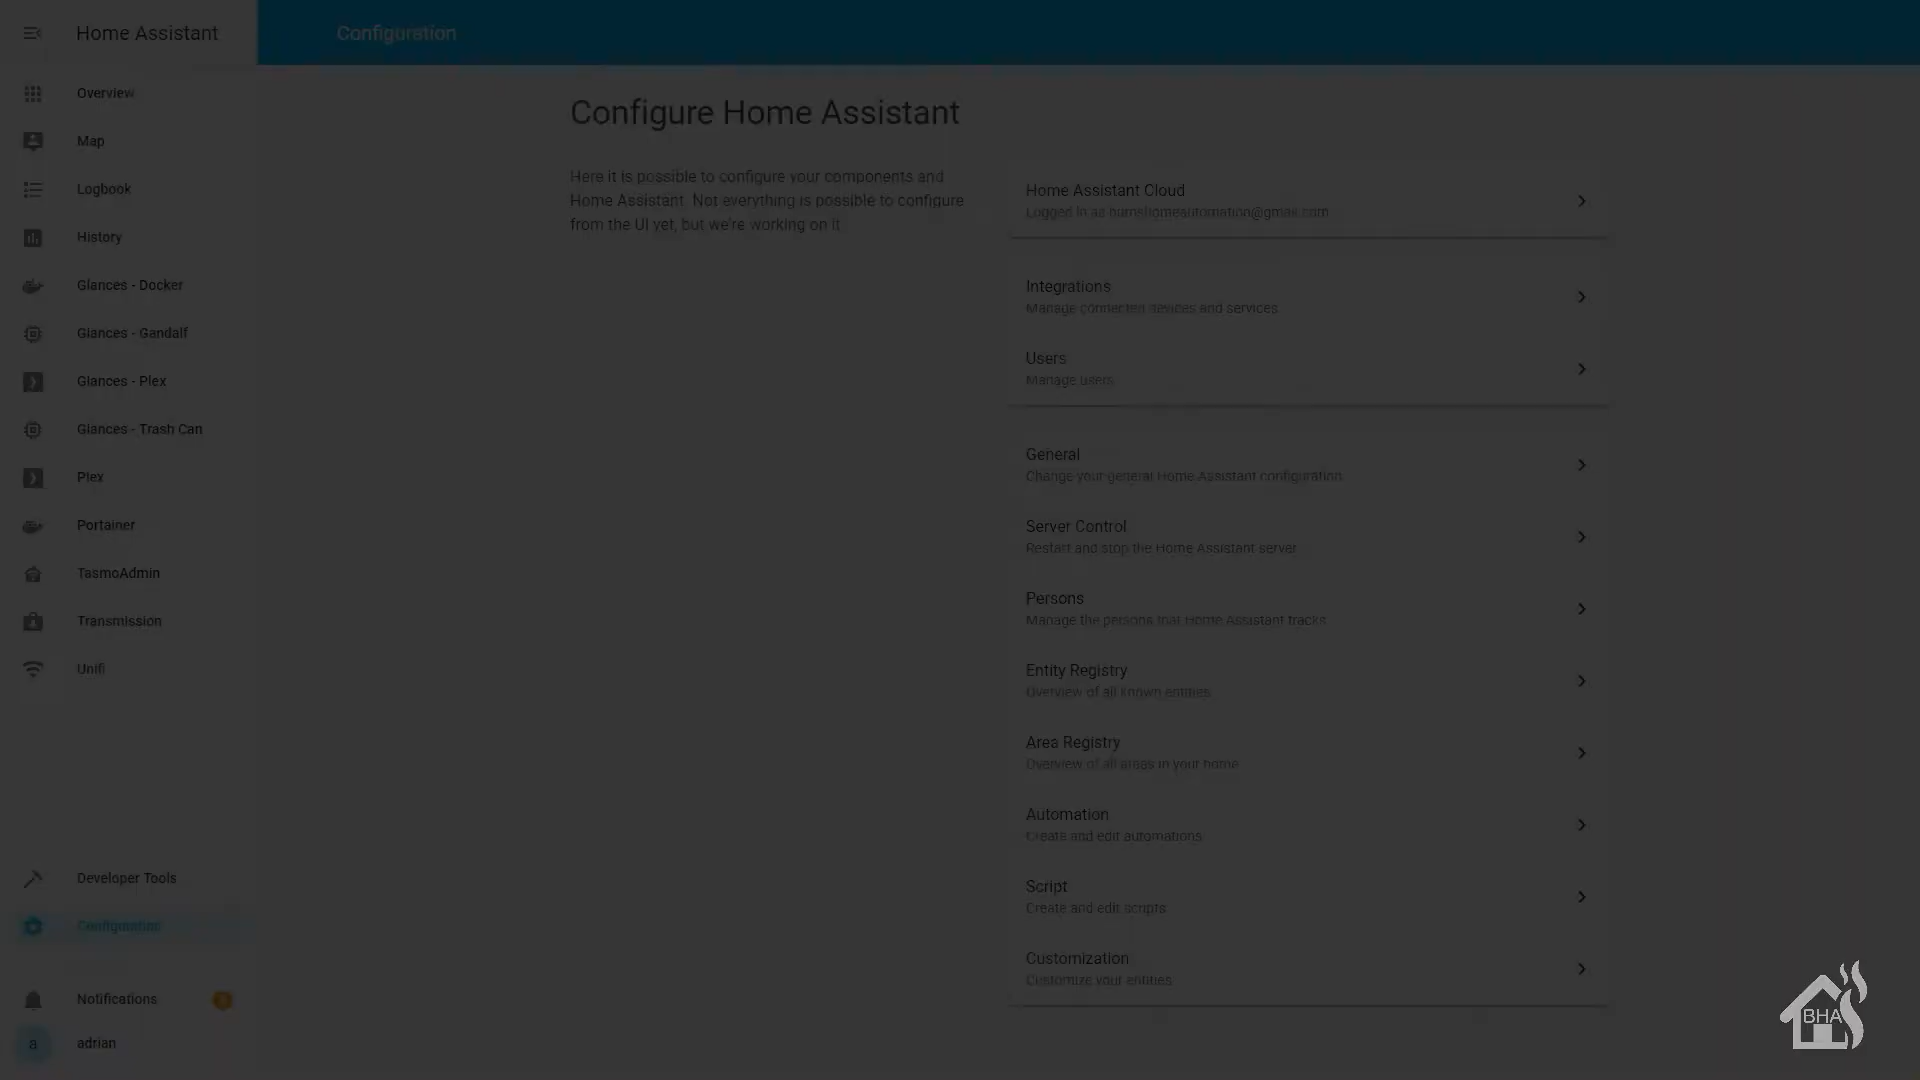 Home Assistant
Configuration
Overview
Map
Logbook
History
Glances - Docker
Glances - Gandalf
Glances - Plex
Glances - Trash Can
Plex
Portainer
TasmoAdmin
Transmission
Unifi
Developer Tools
Configuration
Notifications
a
adrian
Configure Home Assistant
Here it is possible to configure your components and
Home Assistant. Not everything is possible to configure
from the UI yet, but we're working on it.
Home Assistant Cloud
Logged in as burnshomeautomation@gmail.com
Integrations
Manage connected devices and services
Users
Manage users
General
Change your general Home Assistant configuration
Server Control
Restart and stop the Home Assistant server
Persons
Manage the persons that Home Assistant tracks
Entity Registry
Overview of all known entities
Area Registry
Overview of all areas in your home
Automation
Create and edit automations
Script
Create and edit scripts
Customization
Customize your entities
BHA